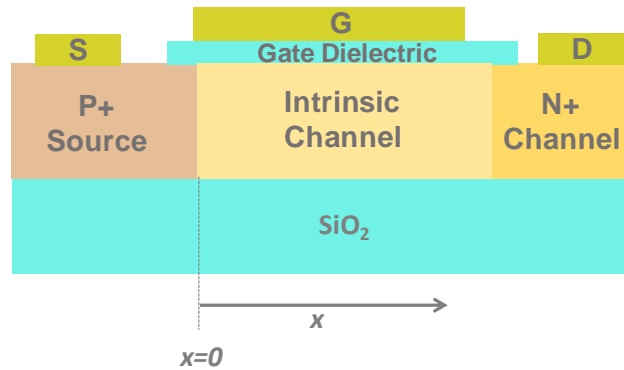 G
S
Gate Dielectric
D
P+
Source
Intrinsic
Channel
N+
Channel
SiO₂
x
x=0